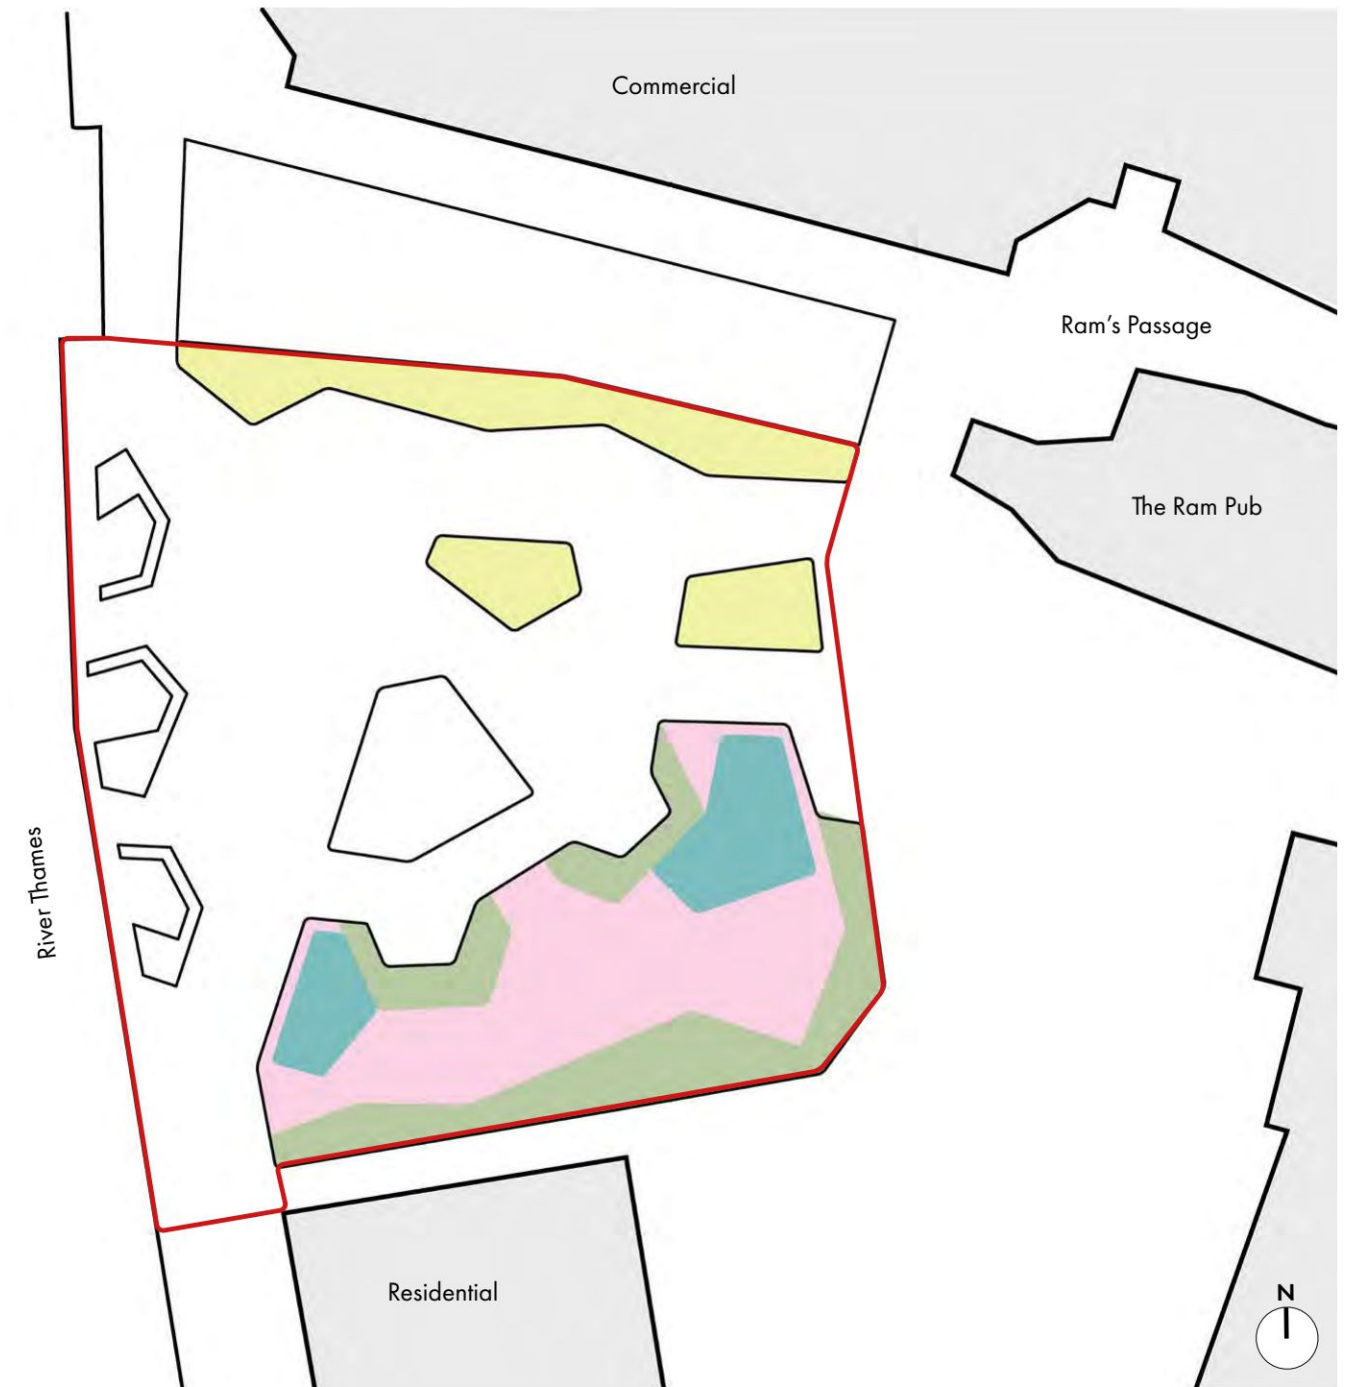 Commercial
Ram's Passage
The Ram Pub
River Thames
Residential
N